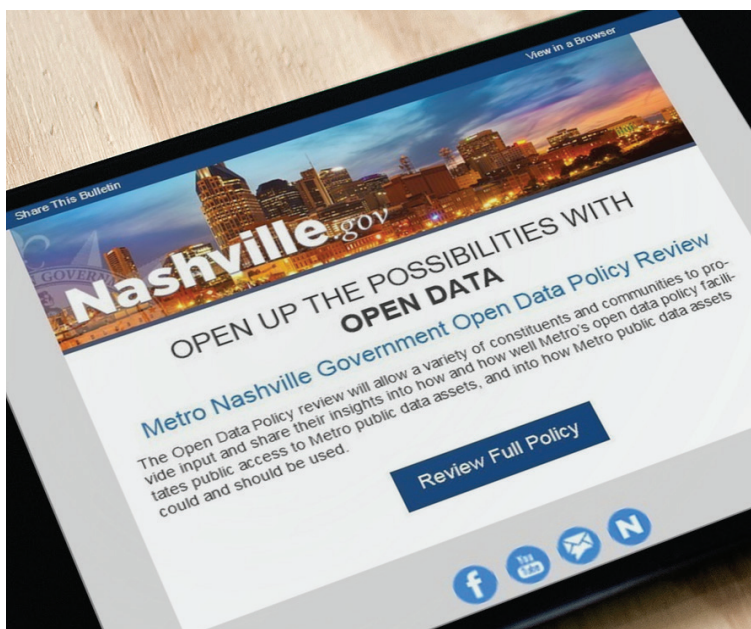 View in a Browser
Share This Bulletin
GOVERN
Nashville.gov
OPEN UP THE POSSIBILITIES WITH
OPEN DATA
Metro Nashville Government Open Data Policy Review
The Open Data Policy review will allow a variety of constituents and communities to pro-
vide input and share their insights into how and how well Metro's open data policy facili-
tates public access to Metro public data assets, and into how Metro public data assets
could and should be used.
Review Full Policy
f
You
Tube
N